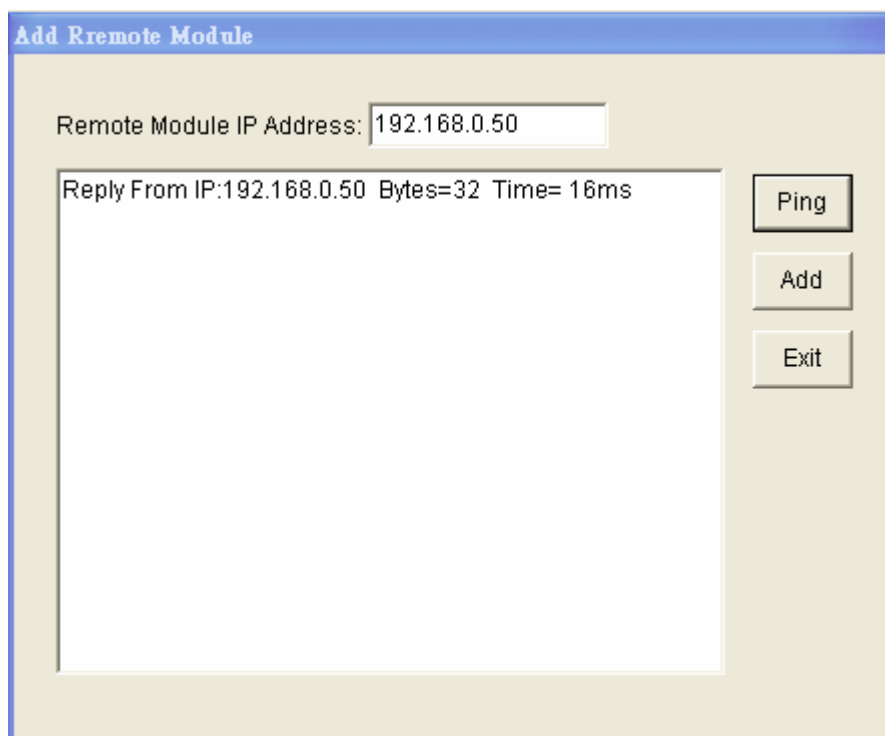 Add Rremote Module
Remote Module IP Address: 192.168.0.50
Reply From IP:192.168.0.50 Bytes=32 Time= 16ms
Ping
Add
Exit